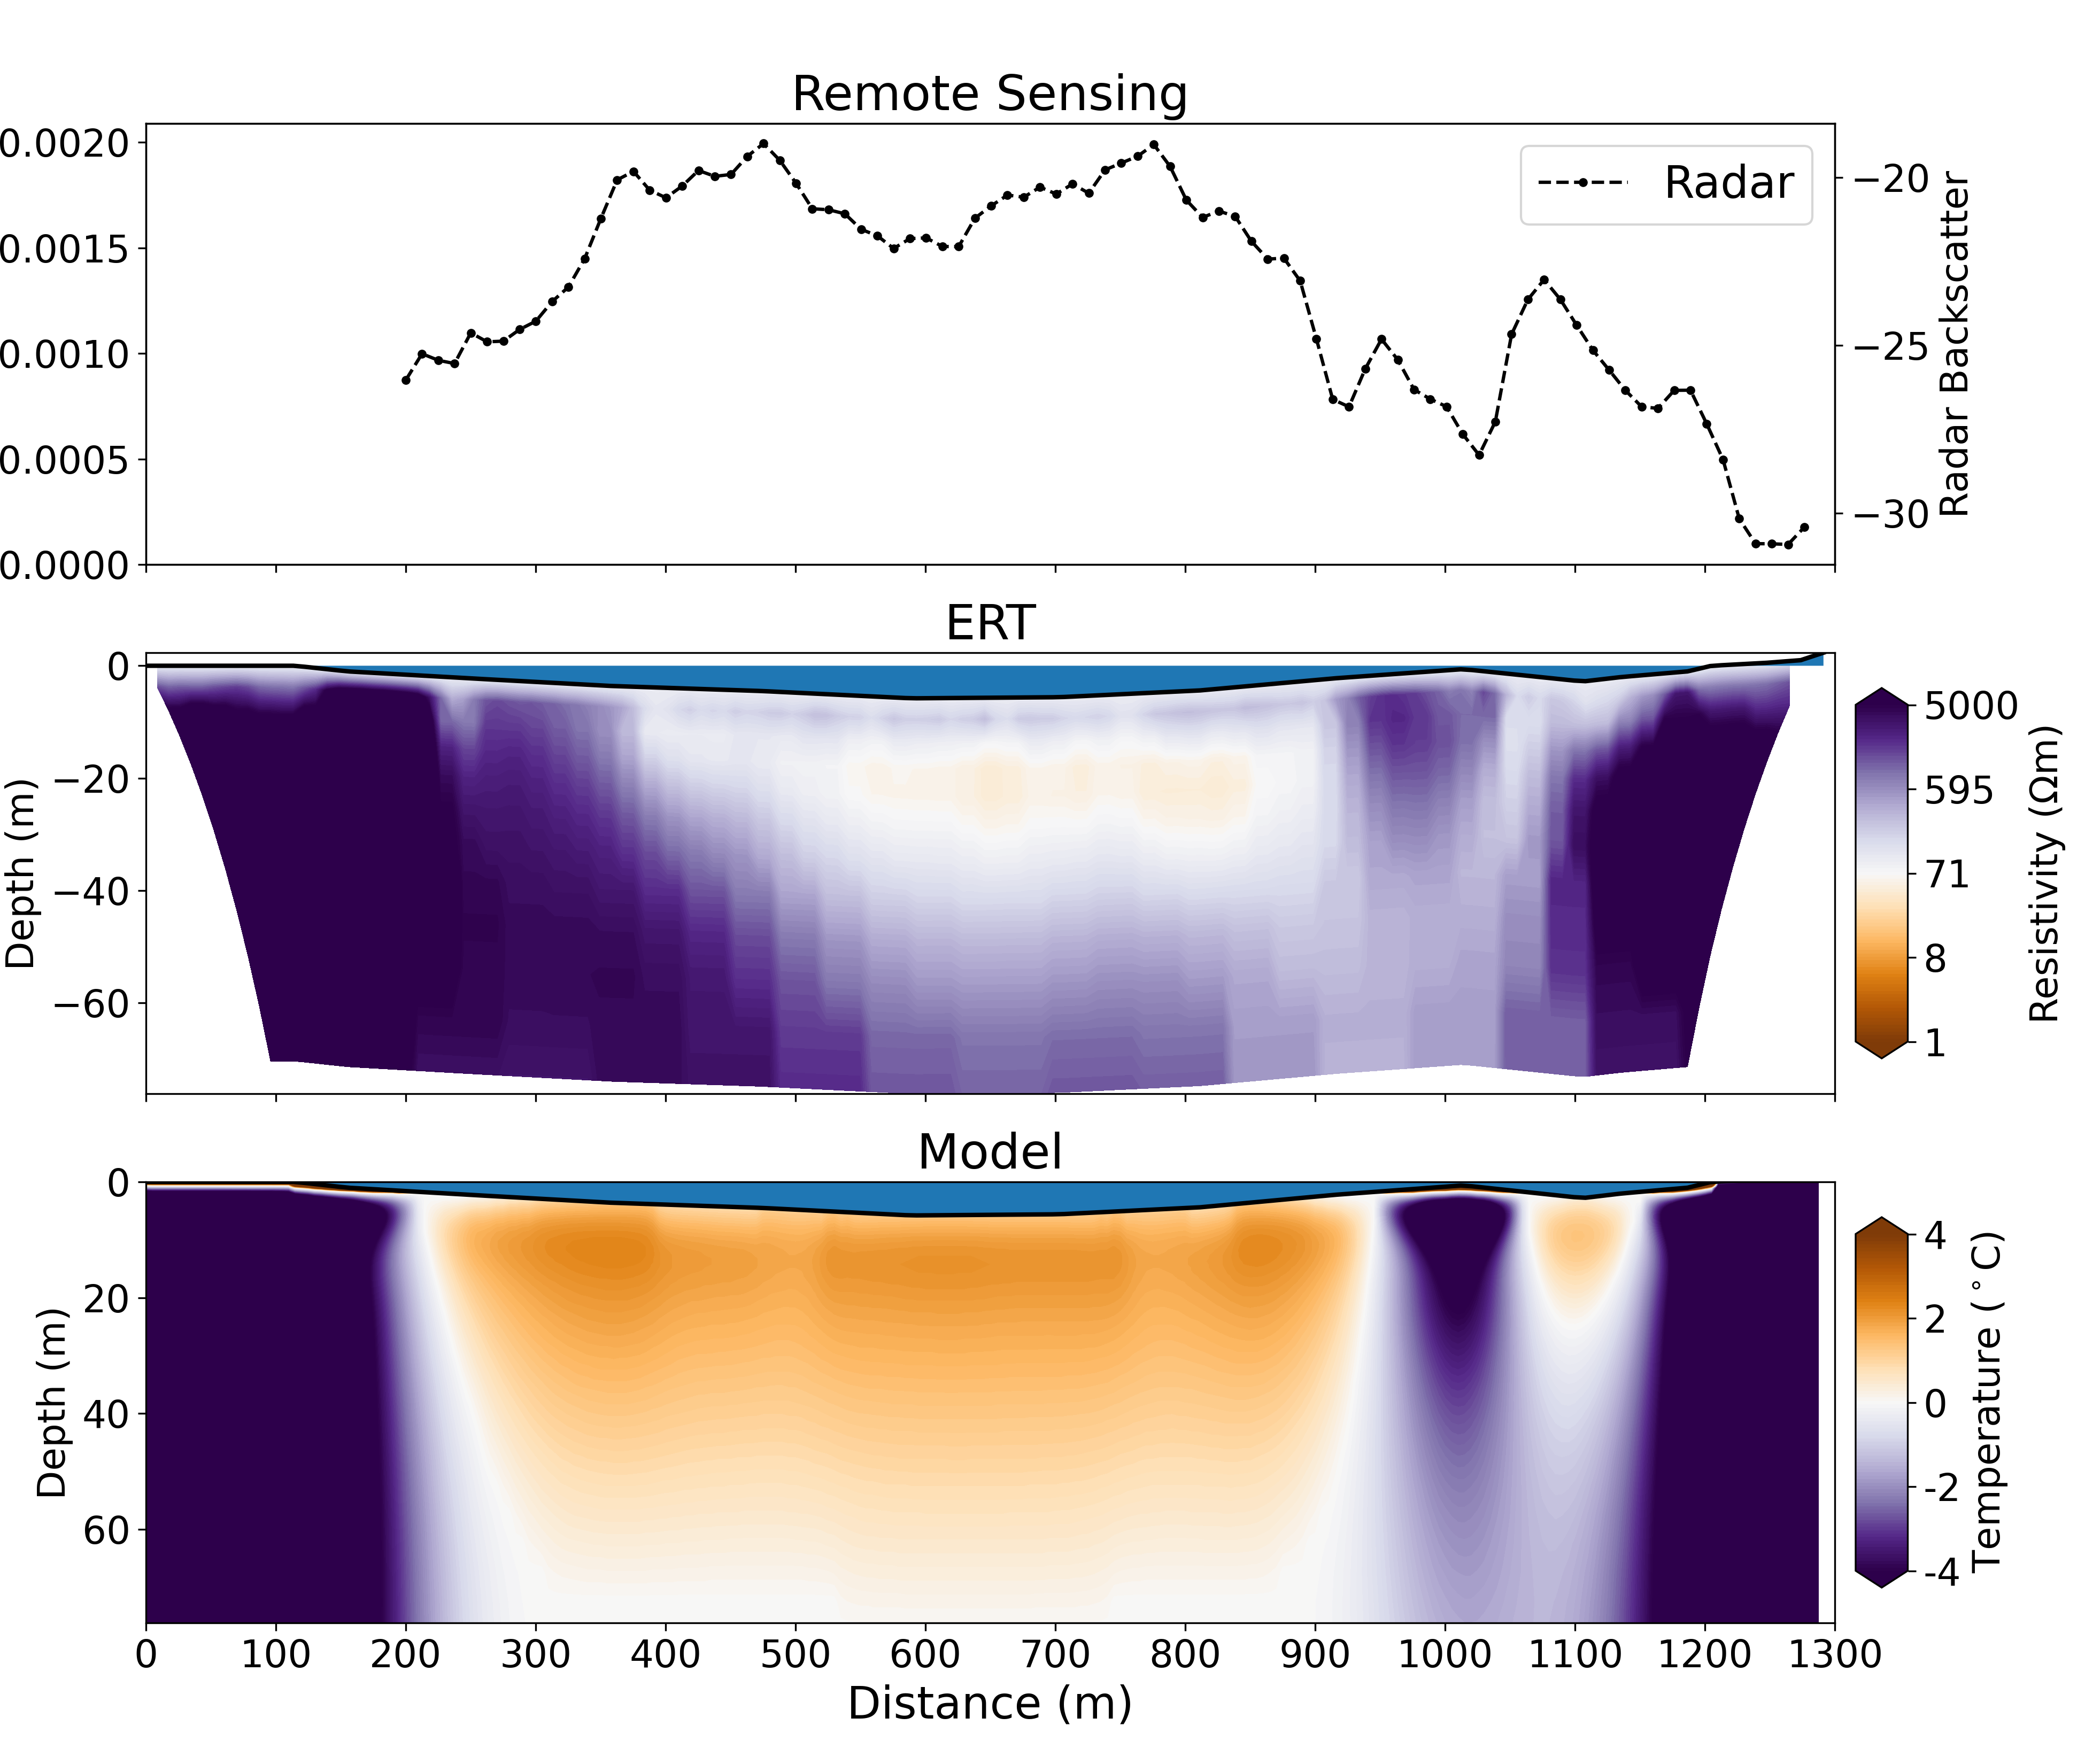 Remote Sensing
0.0020
0.0015
0.0010
0.0005
0.0000
Radar
−20
−25
−30
Radar Backscatter
ERT
0
−20
−40
−60
Depth (m)
5000
595
71
8
1
Resistivity (Ωm)
Model
0
20
40
60
Depth (m)
4
2
0
-2
-4
Temperature (°C)
0 100 200 300 400 500 600 700 800 900 1000 1100 1200 1300
Distance (m)